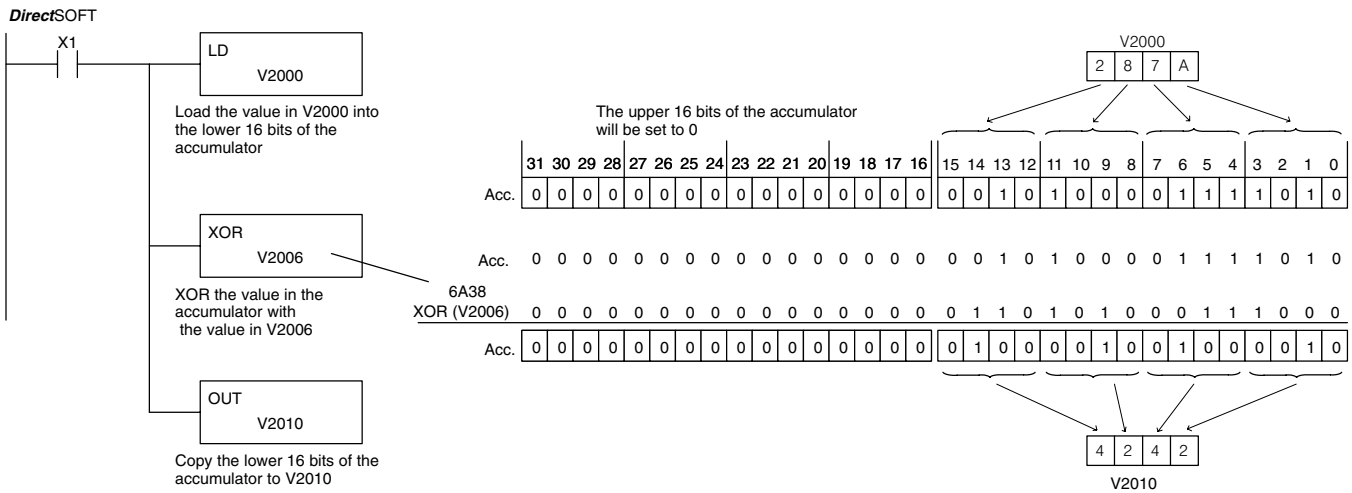 DirectSOFT
X1
LD
V2000
Load the value in V2000 into
the lower 16 bits of the
accumulator
V2000
2 8 7 A
The upper 16 bits of the accumulator
will be set to 0
31 30 29 28 27 26 25 24 23 22 21 20 19 18 17 16 15 14 13 12 11 10 9 8 7 6 5 4 3 2 1 0
Acc. 0 0 0 0 0 0 0 0 0 0 0 0 0 0 0 0 0 0 1 0 1 0 0 0 0 1 1 1 1 0 1 0
XOR
V2006
Acc. 0 0 0 0 0 0 0 0 0 0 0 0 0 0 0 0 0 0 1 0 1 0 0 0 0 1 1 1 1 0 1 0
XOR the value in the
accumulator with
the value in V2006
6A38
XOR (V2006) 0 0 0 0 0 0 0 0 0 0 0 0 0 0 0 0 0 1 1 0 1 0 1 0 0 0 1 1 1 0 0 0
Acc. 0 0 0 0 0 0 0 0 0 0 0 0 0 0 0 0 0 1 0 0 0 0 1 0 0 1 0 0 0 0 1 0
OUT
V2010
Copy the lower 16 bits of the
accumulator to V2010
4 2 4 2
V2010